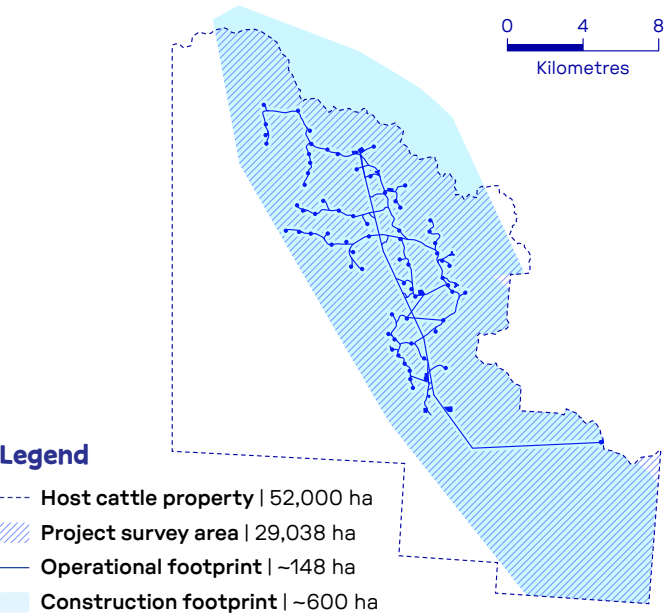 0 4 8
Kilometres
Legend
Host cattle property | 52,000 ha
Project survey area | 29,038 ha
Operational footprint | ~148 ha
Construction footprint | ~600 ha